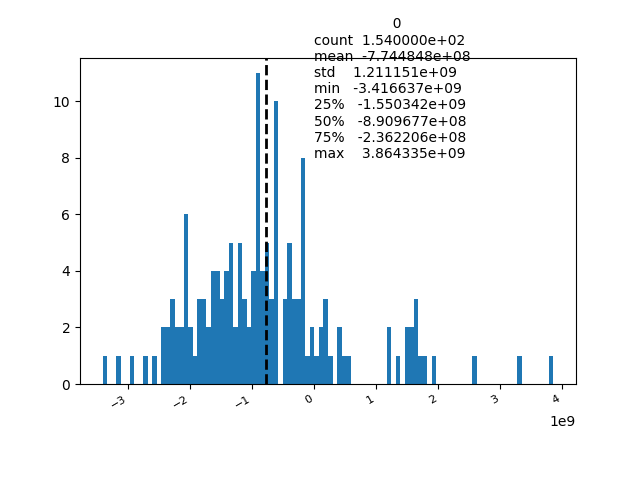 0
count 1.540000e+02
mean -7.744848e+08
std 1.211151e+09
min -3.416637e+09
25% -1.550342e+09
50% -8.909677e+08
75% -2.362206e+08
max 3.864335e+09
10
8
6
4
2
0
−3 −2 −1 0 1 2 3 4
1e9